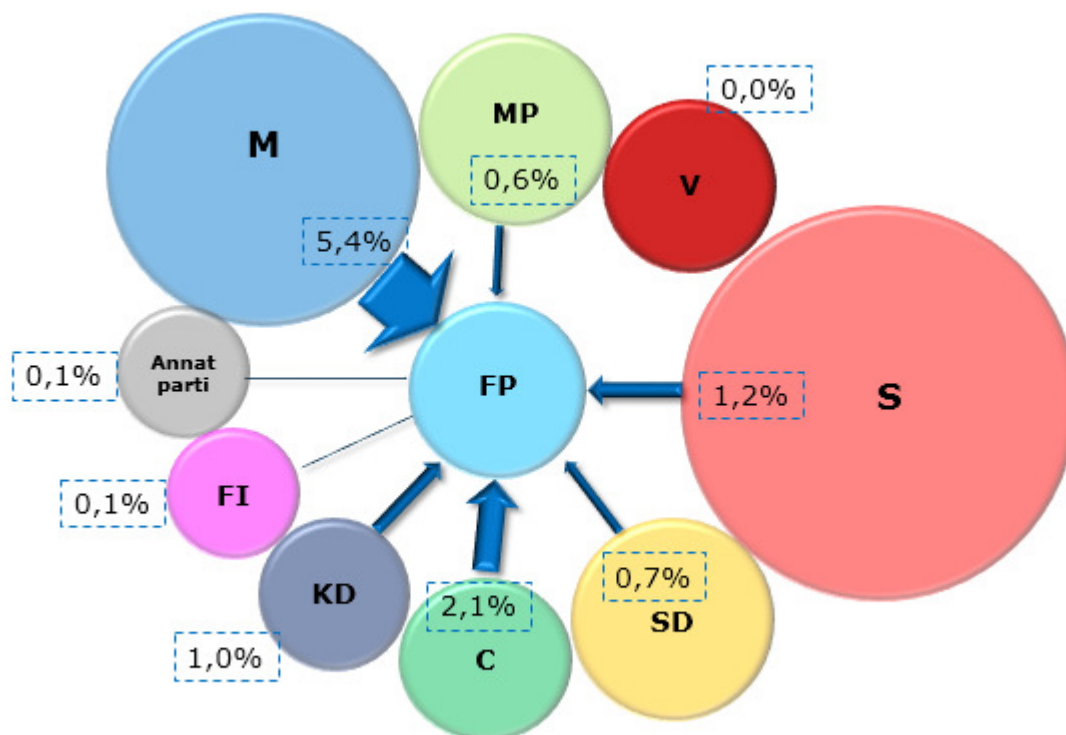 0,0%
MP
M
0,6%
V
5,4%
Annat
parti
0,1%
FP
1,2%
S
FI
0,1%
KD
2,1%
0,7%
SD
1,0%
C